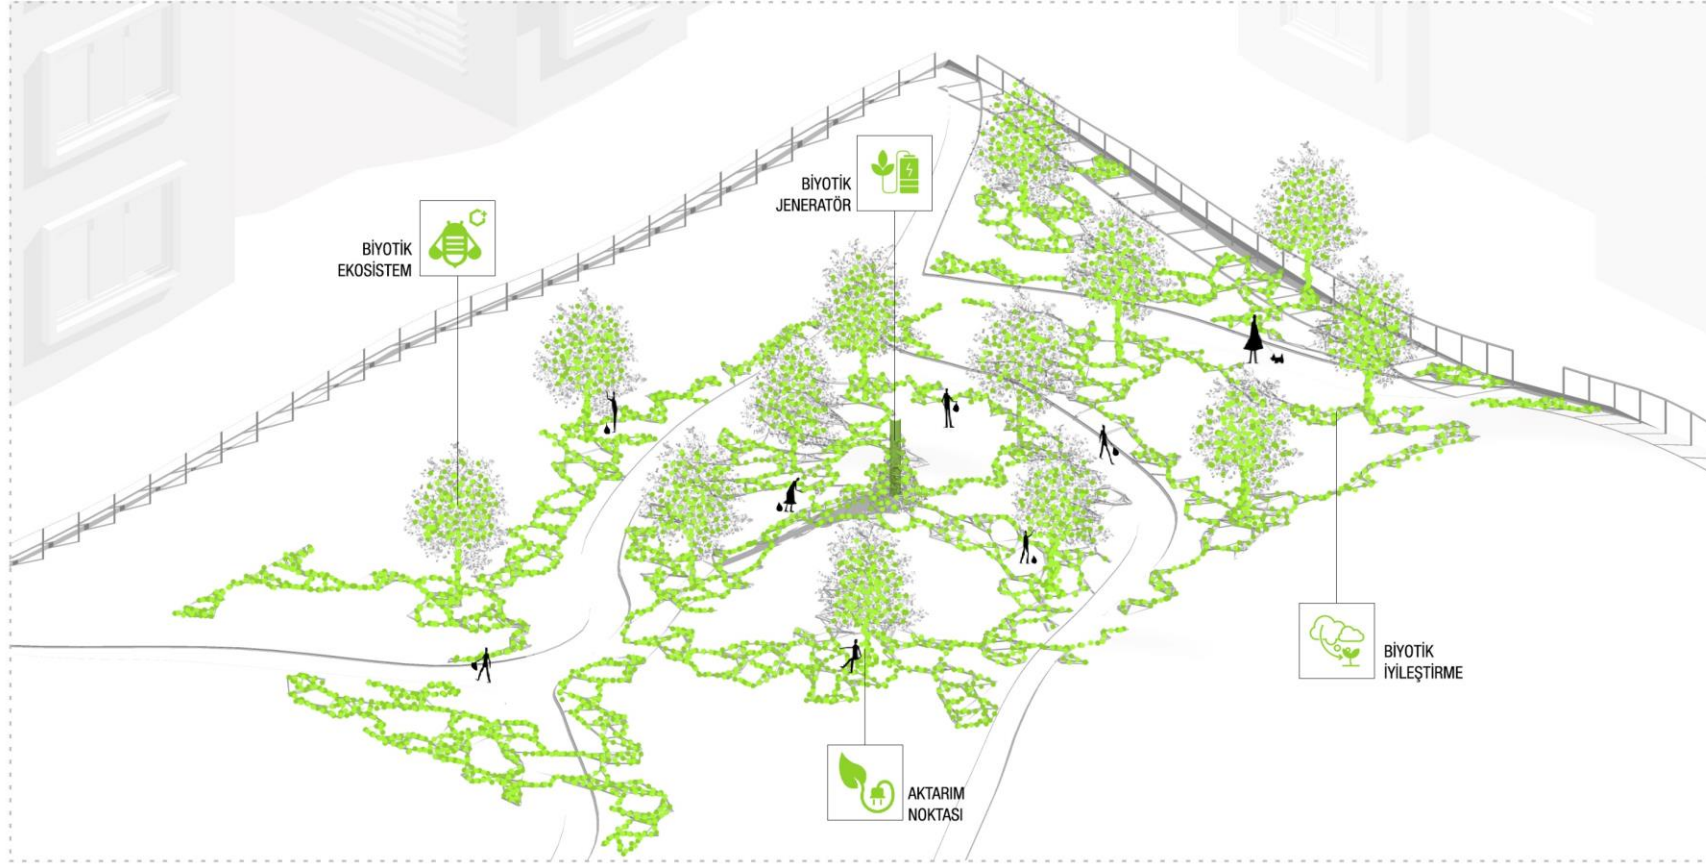 BİYOTİK
JENERATÖR
BİYOTİK
EKOSİSTEM
BİYOTİK
İYİLEŞTİRME
AKTARIM
NOKTASI